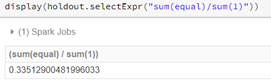 display(holdout.selectExpr("sum(equal)/sum(1)"))
▶ (1) Spark Jobs
(sum(equal) / sum(1))
0.33512900481996033